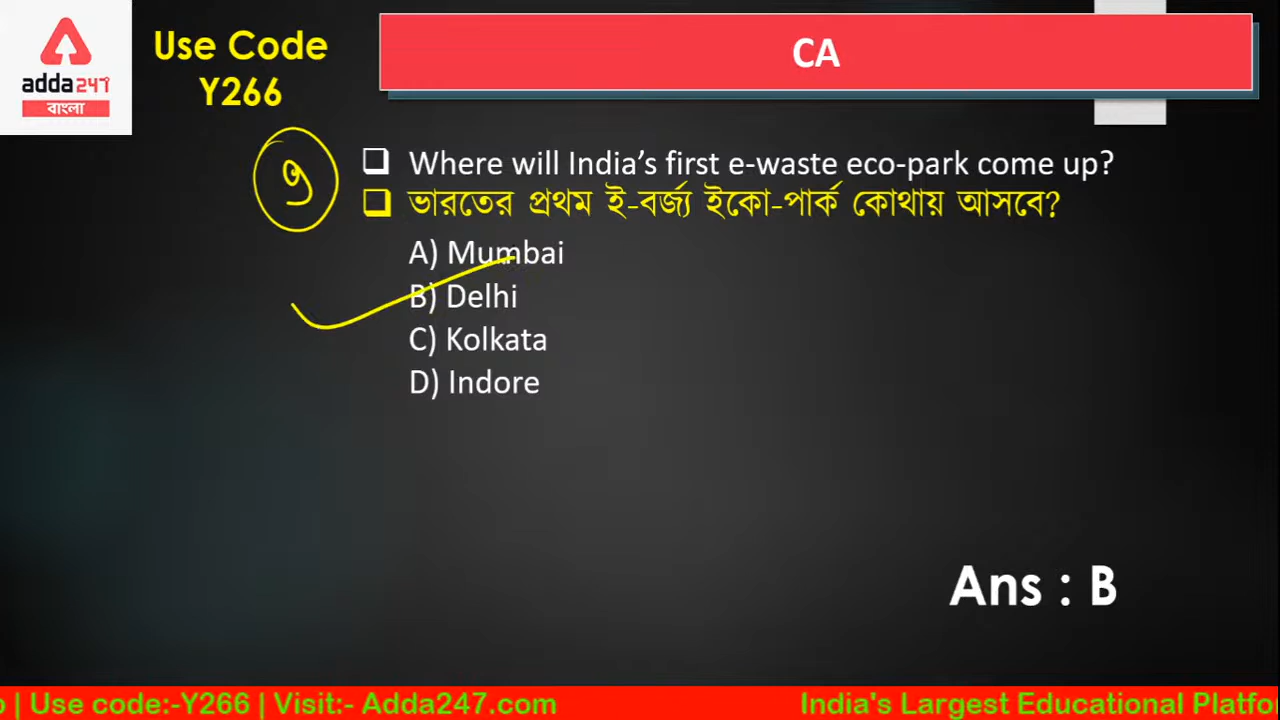 adda247
বাংলা
Use Code
Y266
CA
৩
Where will India's first e-waste eco-park come up?
ভারতের প্রথম ই-বর্জ্য ইকো-পার্ক কোথায় আসবে?
A) Mumbai
B) Delhi
C) Kolkata
D) Indore
Ans : B
| Use code:-Y266 | Visit:- Adda247.com
India's Largest Educational Platfo